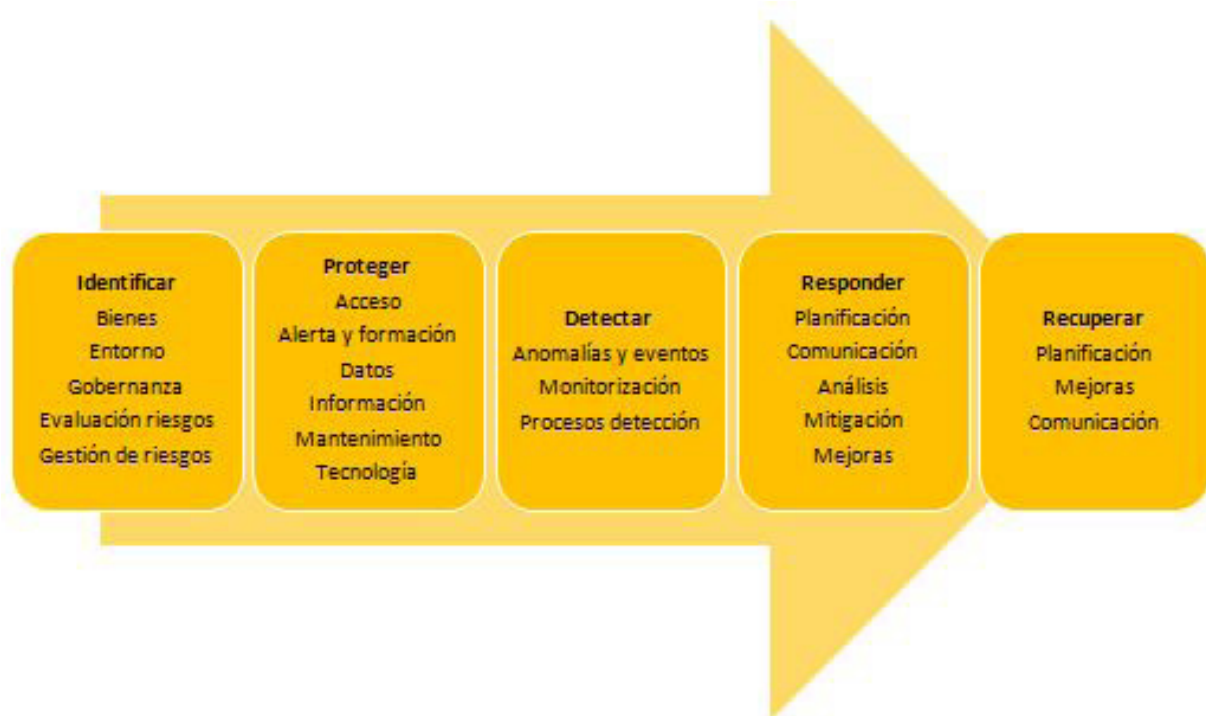 Identificar
Bienes
Entorno
Gobernanza
Evaluación riesgos
Gestión de riesgos
Proteger
Acceso
Alerta y formación
Datos
Información
Mantenimiento
Tecnología
Detectar
Anomalías y eventos
Monitorización
Procesos detección
Responder
Planificación
Comunicación
Análisis
Mitigación
Mejoras
Recuperar
Planificación
Mejoras
Comunicación